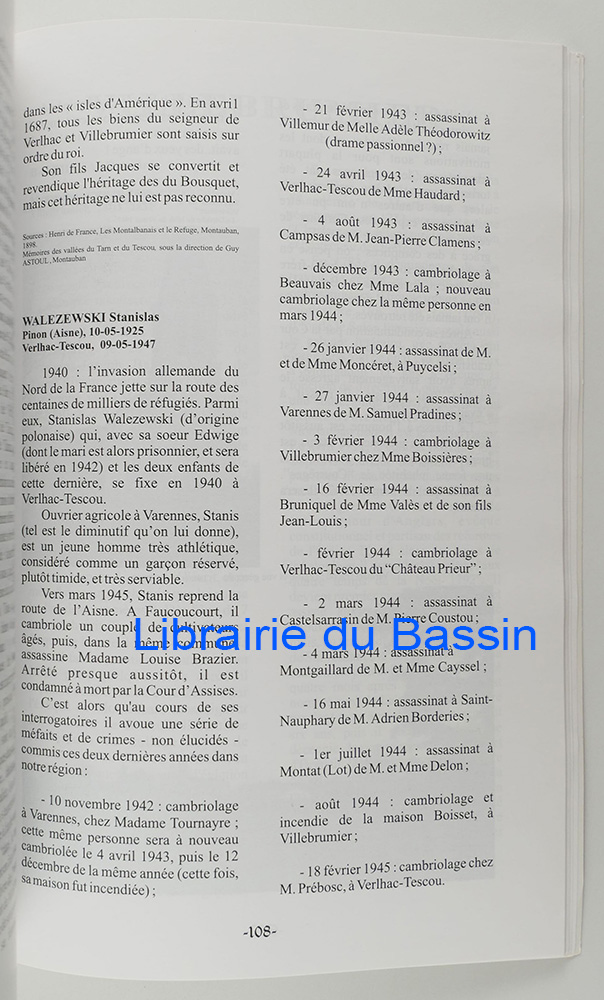 dans les « isles d'Amérique ». En avril
1687, tous les biens du seigneur de
Verlhac et Villebrumier sont saisis sur
ordre du roi.
Son fils Jacques se convertit et
revendique l'héritage des du Bousquet,
mais cet héritage ne lui est pas reconnu.
Sources : Henri de France, Les Montalbanais et le Refuge, Montauban,
1898.
Mémoires des vallées du Tarn et du Tescou, sous la direction de Guy
ASTOUL, Montauban
WALEZEWSKI Stanislas
Pinon (Aisne), 10-05-1925
Verlhac-Tescou, 09-05-1947
1940 : l'invasion allemande du
Nord de la France jette sur la route des
centaines de milliers de réfugiés. Parmi
eux, Stanislas Walezewski (d'origine
polonaise) qui, avec sa soeur Edwige
(dont le mari est alors prisonnier, et sera
libéré en 1942) et les deux enfants de
cette dernière, se fixe en 1940 à
Verlhac-Tescou.
Ouvrier agricole à Varennes, Stanis
(tel est le diminutif qu'on lui donne),
est un jeune homme très athlétique,
considéré comme un garçon réservé,
plutôt timide, et très serviable.
Vers mars 1945, Stanis reprend la
route de l'Aisne. A Faucoucourt, il
cambriole un couple de cultivateurs
âgés, puis, dans la même commune,
assassine Madame Louise Brazier.
Arrêté presque aussitôt, il est
condamné à mort par la Cour d'Assises.
C'est alors qu'au cours de ses
interrogatoires il avoue une série de
méfaits et de crimes - non élucidés -
commis ces deux dernières années dans
notre région :
- 10 novembre 1942 : cambriolage
à Varennes, chez Madame Tournayre ;
cette même personne sera à nouveau
cambriolée le 4 avril 1943, puis le 12
décembre de la même année (cette fois,
sa maison fut incendiée) ;
- 21 février 1943 : assassinat à
Villemur de Melle Adèle Théodorowitz
(drame passionnel ?) ;
- 24 avril 1943 : assassinat à
Verlhac-Tescou de Mme Haudard ;
- 4 août 1943 : assassinat à
Campsas de M. Jean-Pierre Clamens ;
- décembre 1943 : cambriolage à
Beauvais chez Mme Lala ; nouveau
cambriolage chez la même personne en
mars 1944 ;
- 26 janvier 1944 : assassinat de M.
et de Mme Moncéret, à Puycelsi ;
- 27 janvier 1944 : assassinat à
Varennes de M. Samuel Pradines ;
- 3 février 1944 : cambriolage à
Villebrumier chez Mme Boissières ;
- 16 février 1944 : assassinat à
Bruniquel de Mme Valès et de son fils
Jean-Louis ;
- février 1944 : cambriolage à
Verlhac-Tescou du "Château Prieur" ;
- 2 mars 1944 : assassinat à
Castelsarrasin de M. Pierre Coustou ;
- 4 mars 1944 : assassinat à
Montgaillard de M. et Mme Cayssel ;
- 16 mai 1944 : assassinat à Saint-
Nauphary de M. Adrien Borderies ;
- 1er juillet 1944 : assassinat à
Montat (Lot) de M. et Mme Delon ;
- août 1944 : cambriolage et
incendie de la maison Boisset, à
Villebrumier ;
- 18 février 1945 : cambriolage chez
M. Prébosc, à Verlhac-Tescou.
-108-
Librairie du Bassin